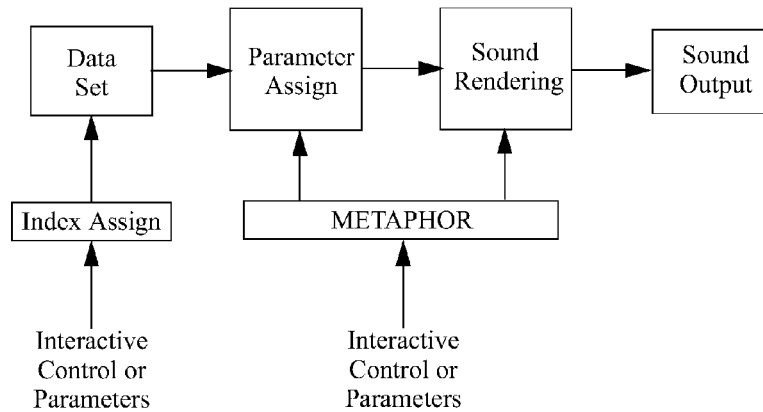 Data
Set
Parameter
Assign
Sound
Rendering
Sound
Output
Index Assign
METAPHOR
Interactive
Control or
Parameters
Interactive
Control or
Parameters